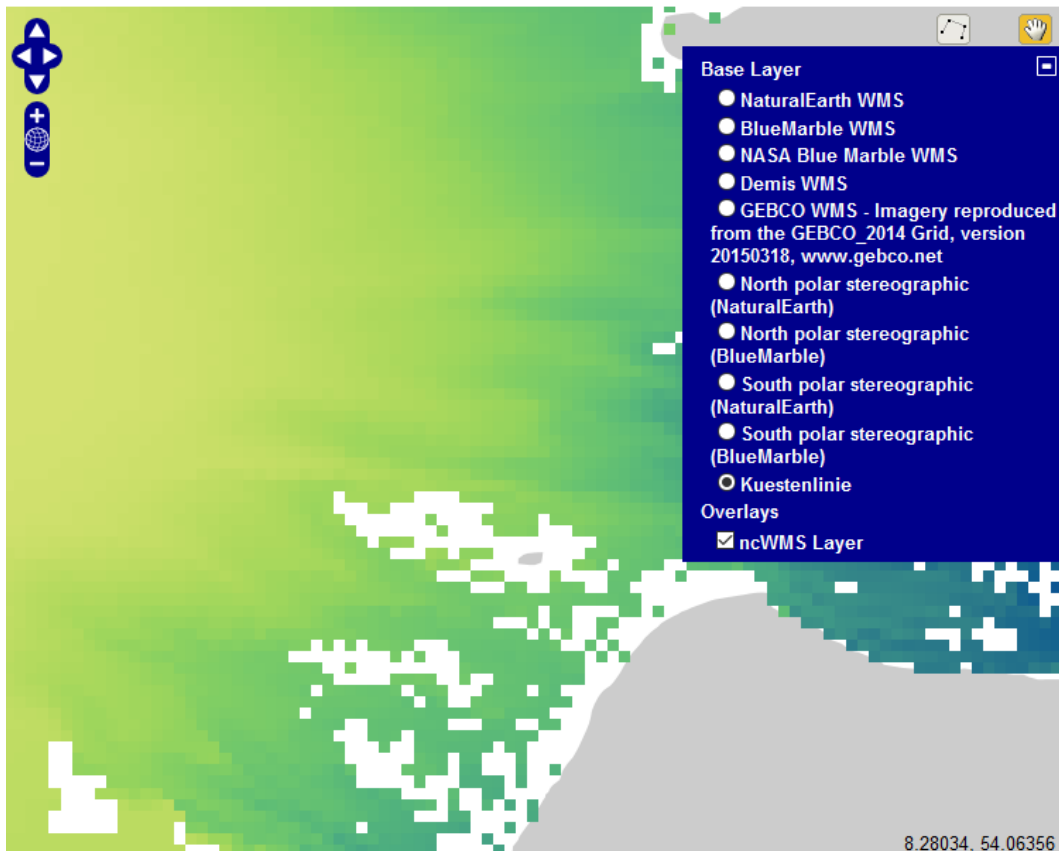 Base Layer
NaturalEarth WMS
BlueMarble WMS
NASA Blue Marble WMS
Demis WMS
GEBCO WMS - Imagery reproduced
from the GEBCO_2014 Grid, version
20150318, www.gebco.net
North polar stereographic
(NaturalEarth)
North polar stereographic
(BlueMarble)
South polar stereographic
(NaturalEarth)
South polar stereographic
(BlueMarble)
Kuestenlinie
Overlays
ncWMS Layer
8.28034, 54.06356